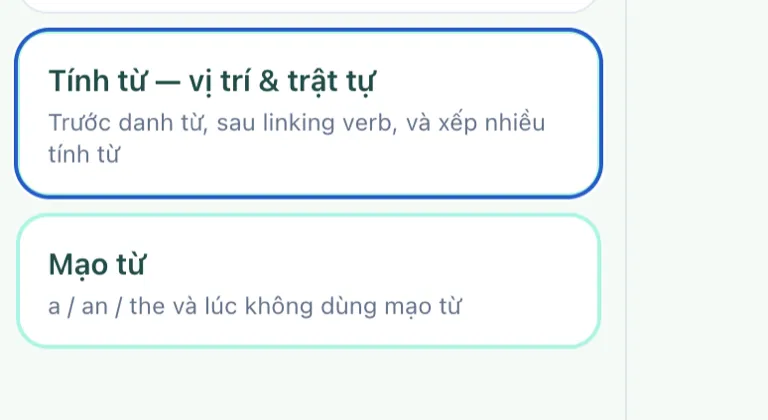 Tính từ — vị trí & trật tự
Trước danh từ, sau linking verb, và xếp nhiều
tính từ
Mạo từ
a / an / the và lúc không dùng mạo từ